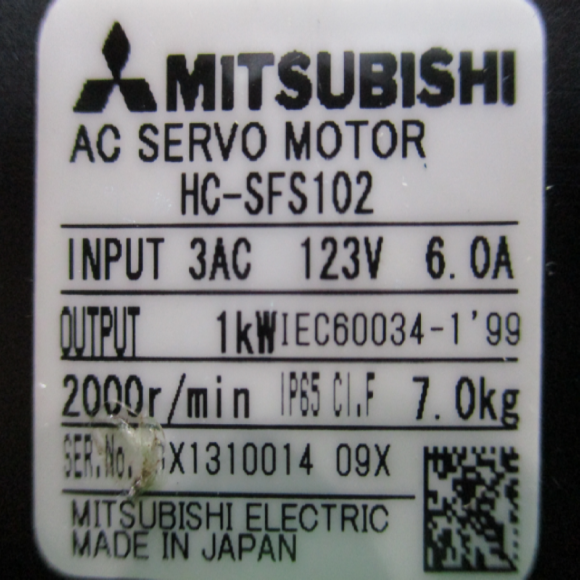 MITSUBISHI
AC SERVO MOTOR
HC-SFS102
INPUT 3AC 123V 6.0A
OUTPUT 1kW IEC60034-1'99
2000r/min IP65 CI.F 7.0kg
SER.No. X1310014 09X
MITSUBISHI ELECTRIC
MADE IN JAPAN